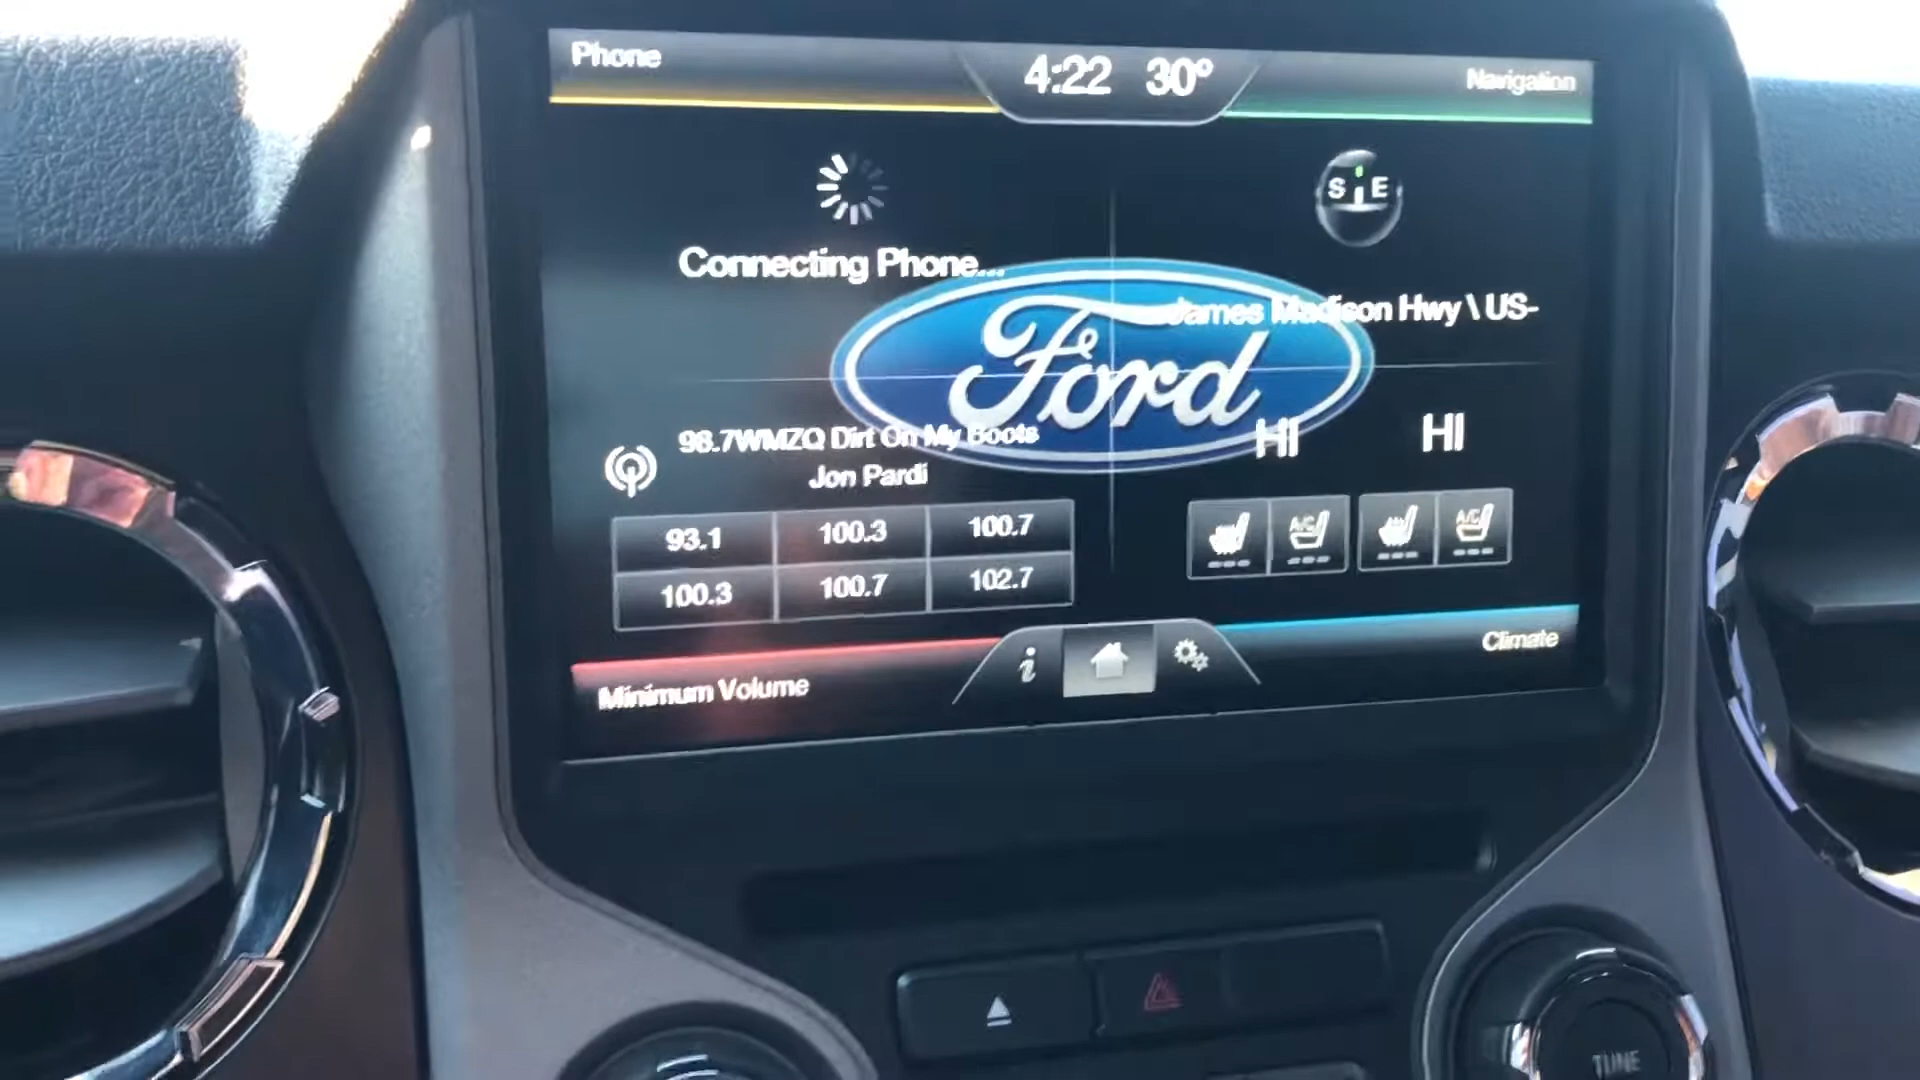 Phone
4:22 30°
Navigation
S E
Connecting Phone...
James Madison Hwy \ US-
Ford
98.7WMZQ Dirt On My Boots
Jon Pardi
HI HI
93.1 100.3 100.7
A/C A/C
100.3 100.7 102.7
Minimum Volume
i
Climate
TUNE